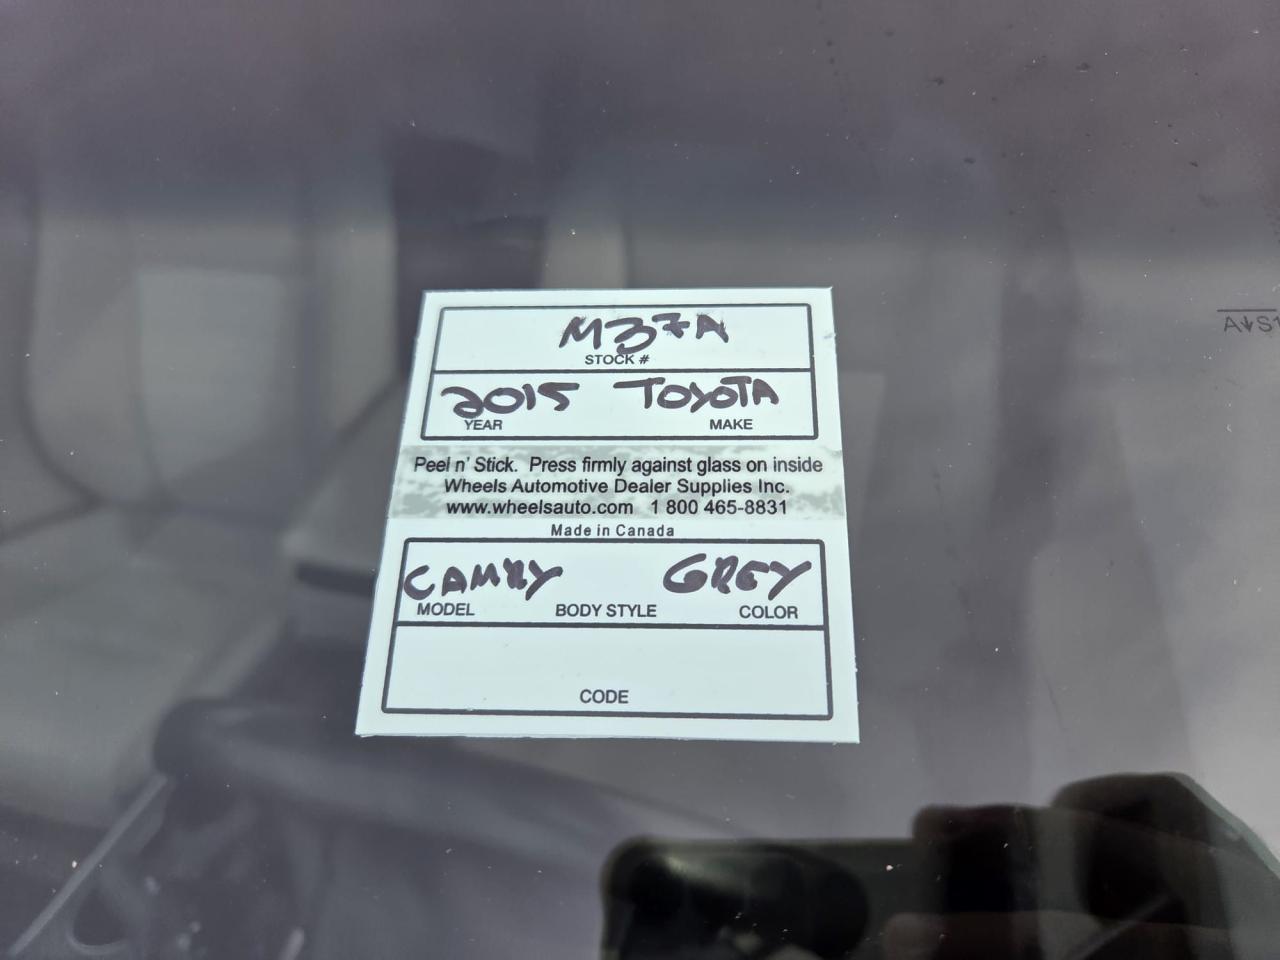 M37A
STOCK #
2015 TOYOTA
YEAR MAKE
Peel n' Stick. Press firmly against glass on inside
Wheels Automotive Dealer Supplies Inc.
www.wheelsauto.com 1 800 465-8831
Made in Canada
CAMRY GREY
MODEL BODY STYLE COLOR
CODE